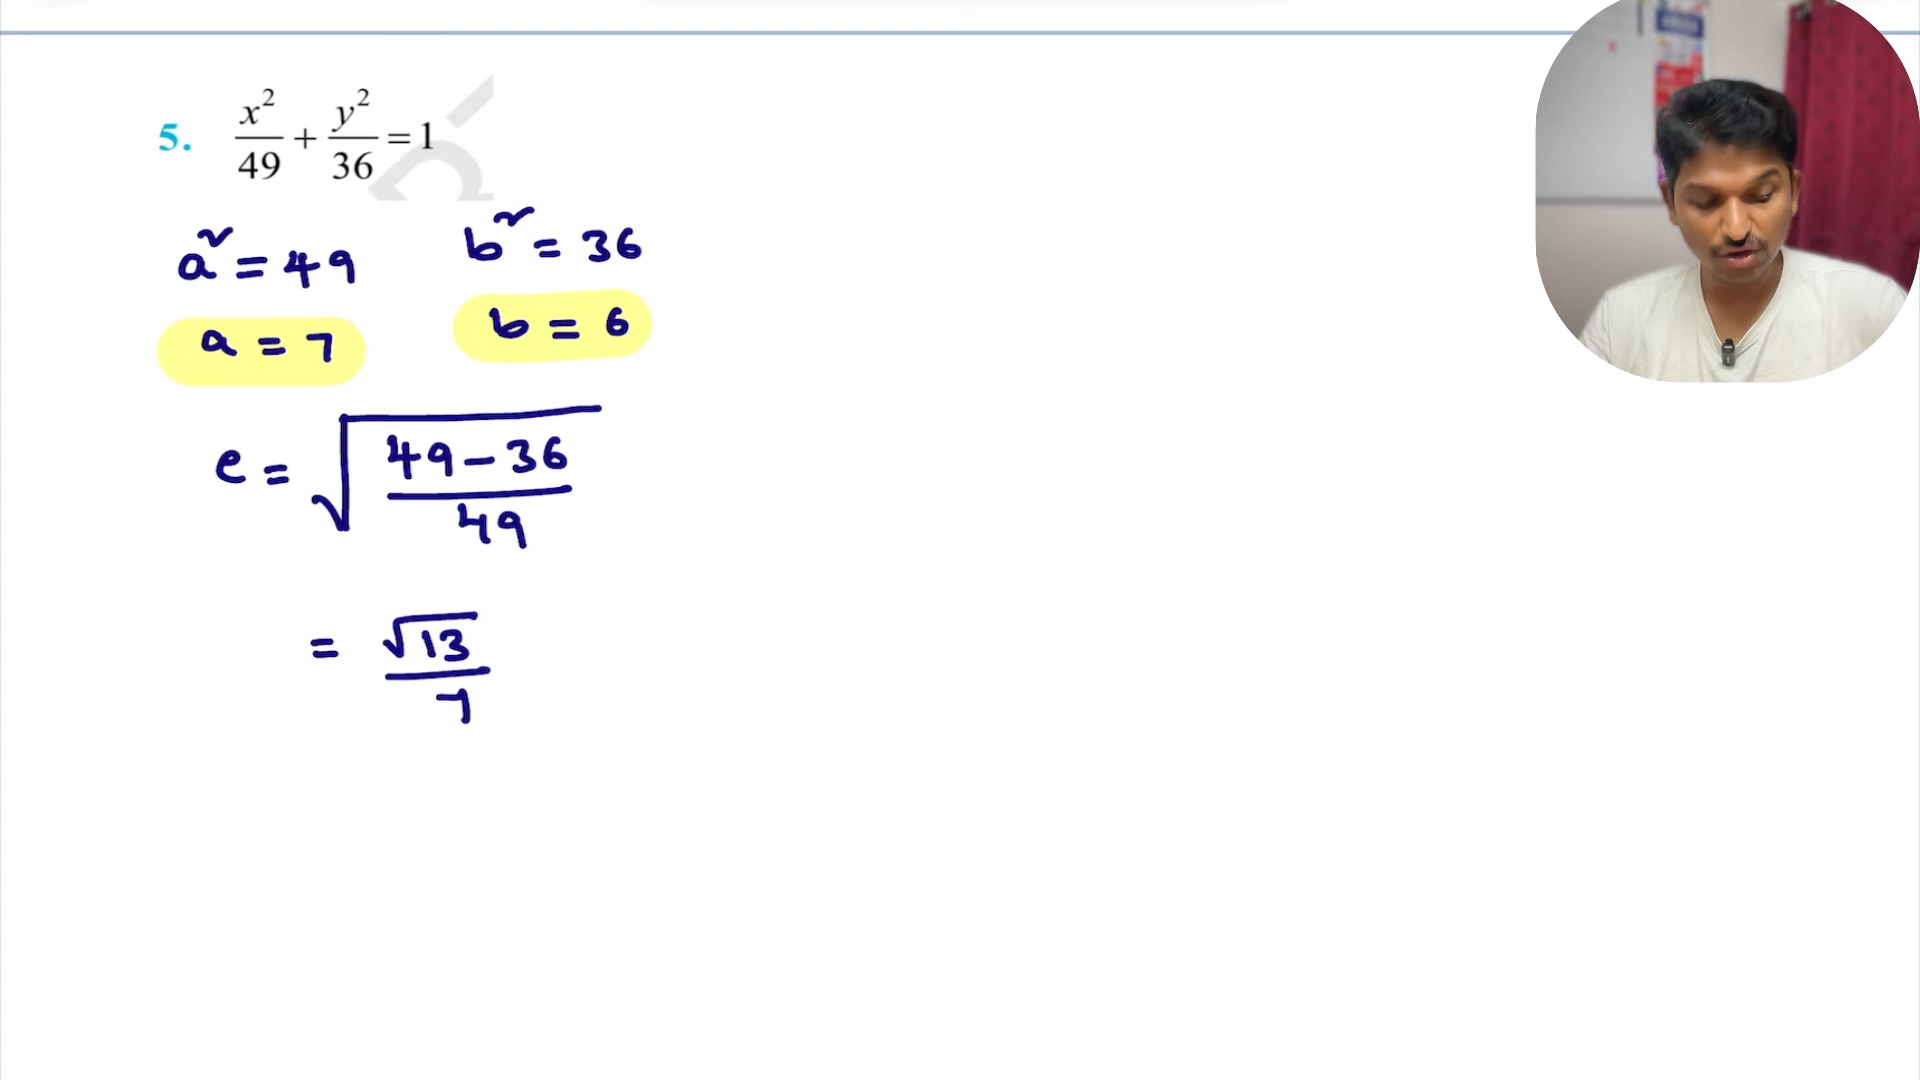 5. x²/49 + y²/36 = 1
a² = 49 b² = 36
a = 7 b = 6
e = √((49-36)/49)
= √13/7